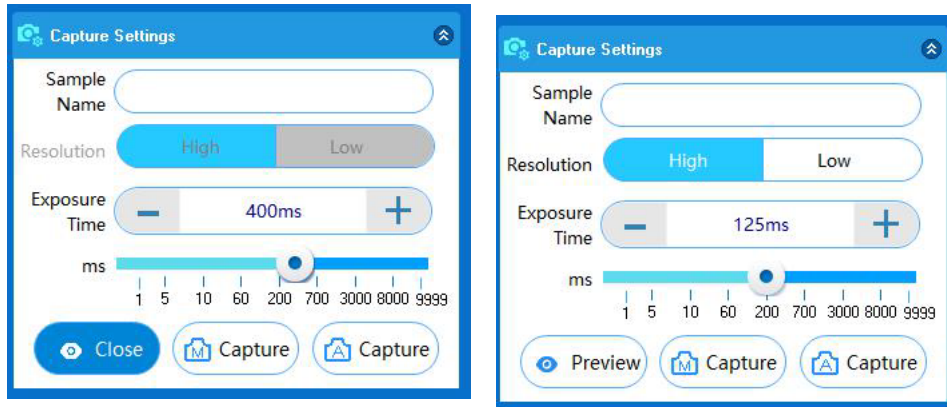 Capture Settings
Sample
Name
Resolution High Low
Exposure
Time
400ms
ms
1 5 10 60 200 700 3000 8000 9999
Close M Capture A Capture
Capture Settings
Sample
Name
Resolution High Low
Exposure
Time
125ms
ms
1 5 10 60 200 700 3000 8000 9999
Preview M Capture A Capture